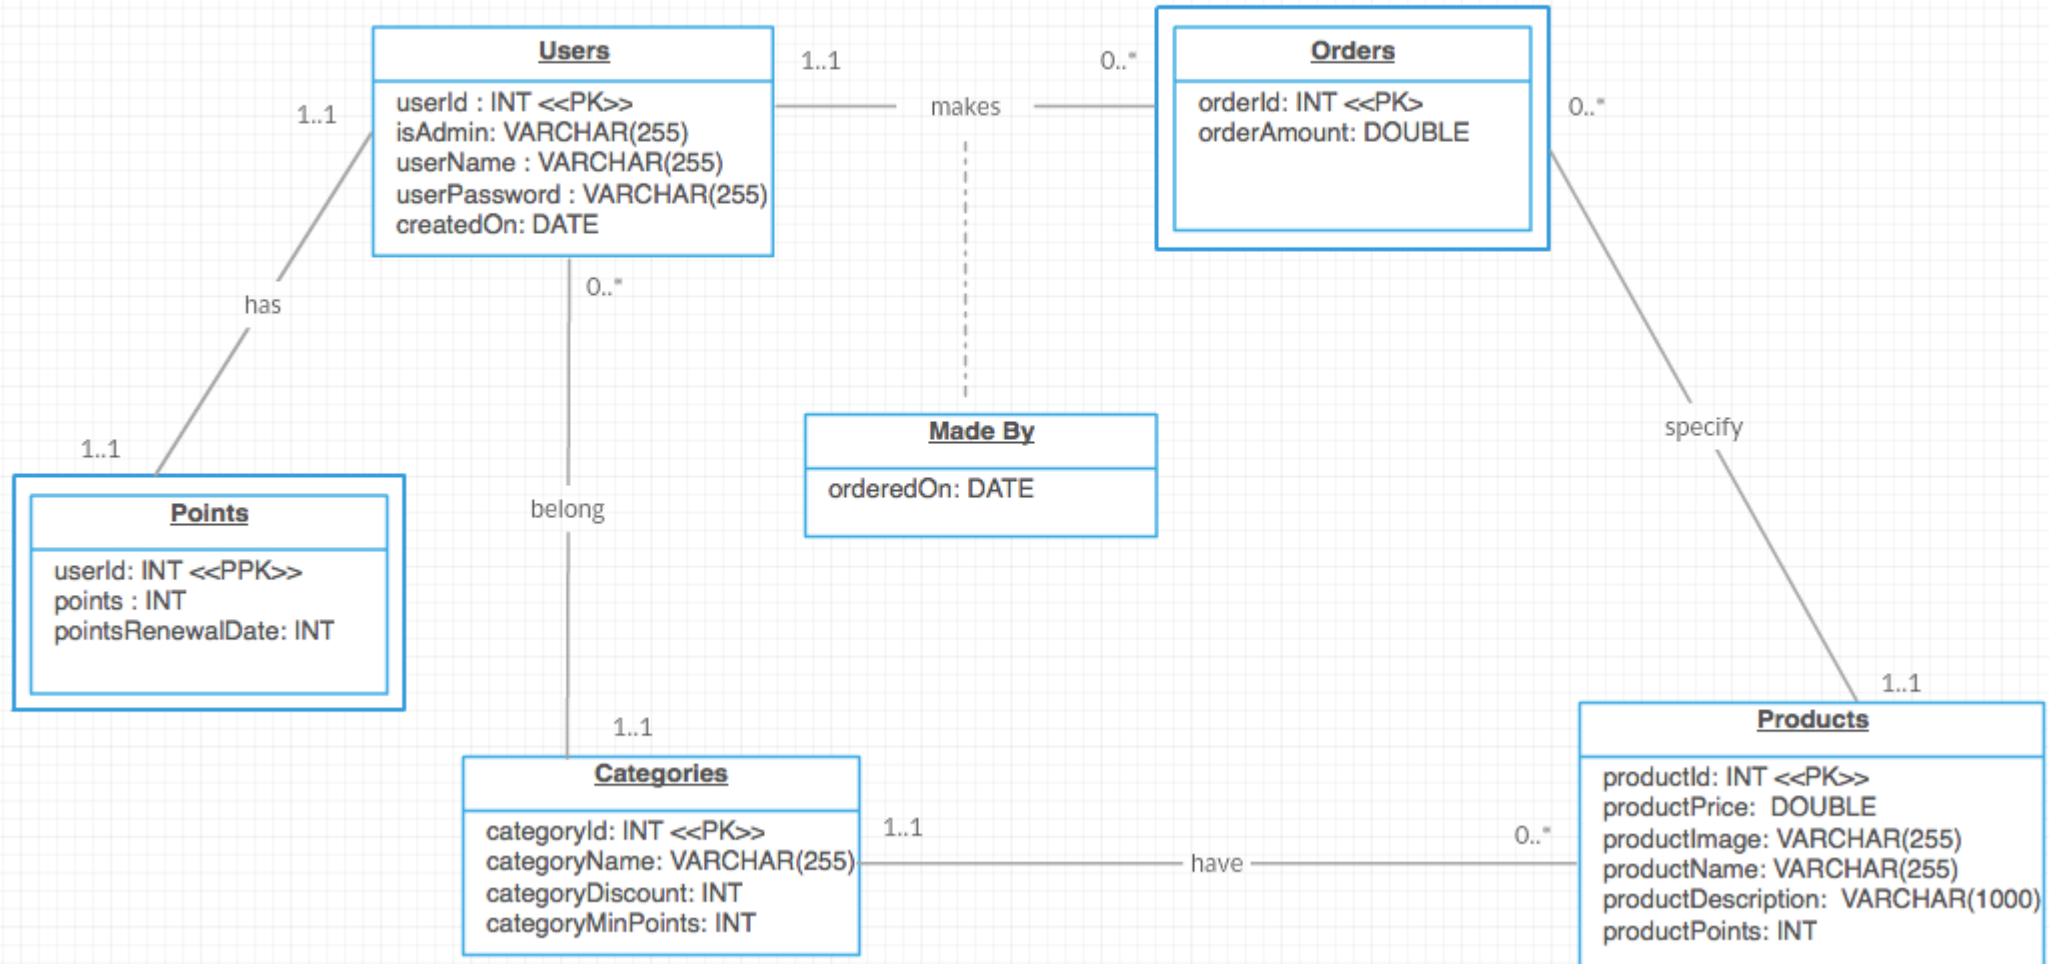 Users
userId : INT <<PK>>
isAdmin: VARCHAR(255)
userName : VARCHAR(255)
userPassword : VARCHAR(255)
createdOn: DATE
1..1
makes
0..*
Orders
orderId: INT <<PK>
orderAmount: DOUBLE
0..*
1..1
has
1..1
0..*
belong
1..1
Made By
orderedOn: DATE
specify
1..1
Points
userId: INT <<PPK>>
points : INT
pointsRenewalDate: INT
Categories
categoryId: INT <<PK>>
categoryName: VARCHAR(255)
categoryDiscount: INT
categoryMinPoints: INT
1..1
have
0..*
Products
productId: INT <<PK>>
productPrice: DOUBLE
productImage: VARCHAR(255)
productName: VARCHAR(255)
productDescription: VARCHAR(1000)
productPoints: INT